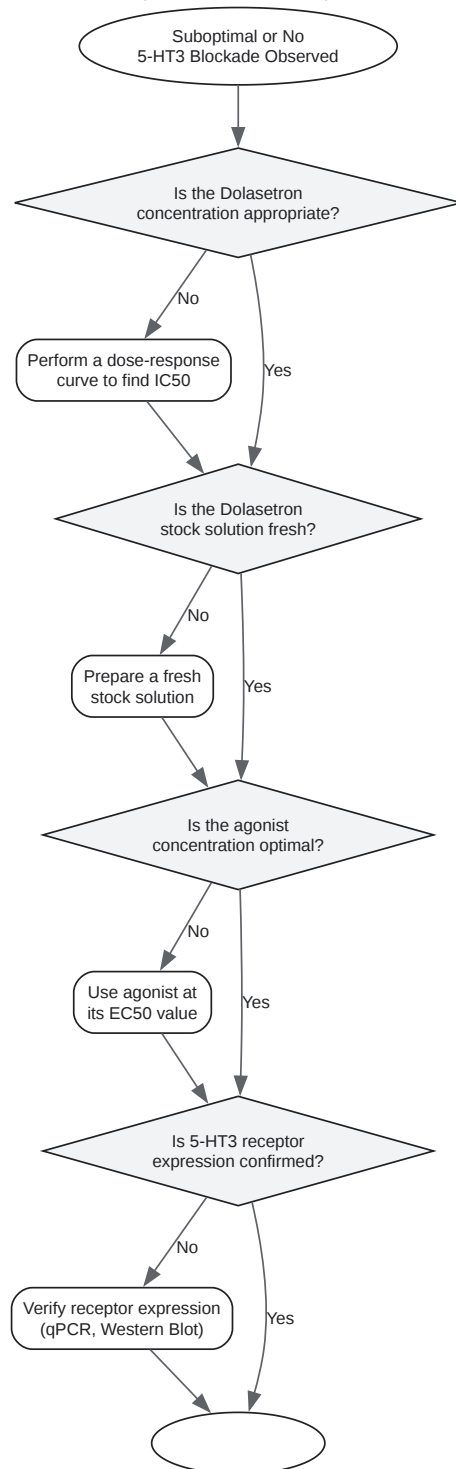 Suboptimal or No
5-HT3 Blockade Observed
Is the Dolasetron
concentration appropriate?
No
Perform a dose-response
curve to find IC50
Yes
Is the Dolasetron
stock solution fresh?
No
Prepare a fresh
stock solution
Yes
Is the agonist
concentration optimal?
No
Use agonist at
its EC50 value
Yes
Is 5-HT3 receptor
expression confirmed?
No
Verify receptor expression
(qPCR, Western Blot)
Yes